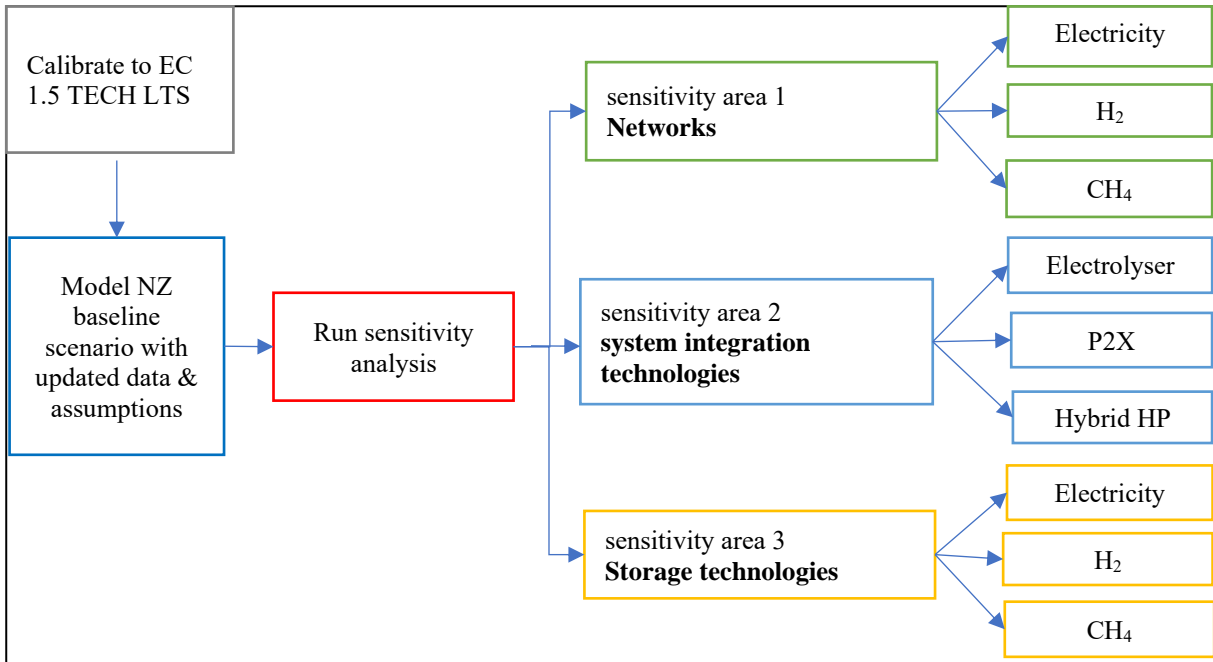 Calibrate to EC
1.5 TECH LTS
Model NZ
baseline
scenario with
updated data &
assumptions
Run sensitivity
analysis
sensitivity area 1
Networks
Electricity
H₂
CH₄
sensitivity area 2
system integration
technologies
Electrolyser
P2X
Hybrid HP
sensitivity area 3
Storage technologies
Electricity
H₂
CH₄